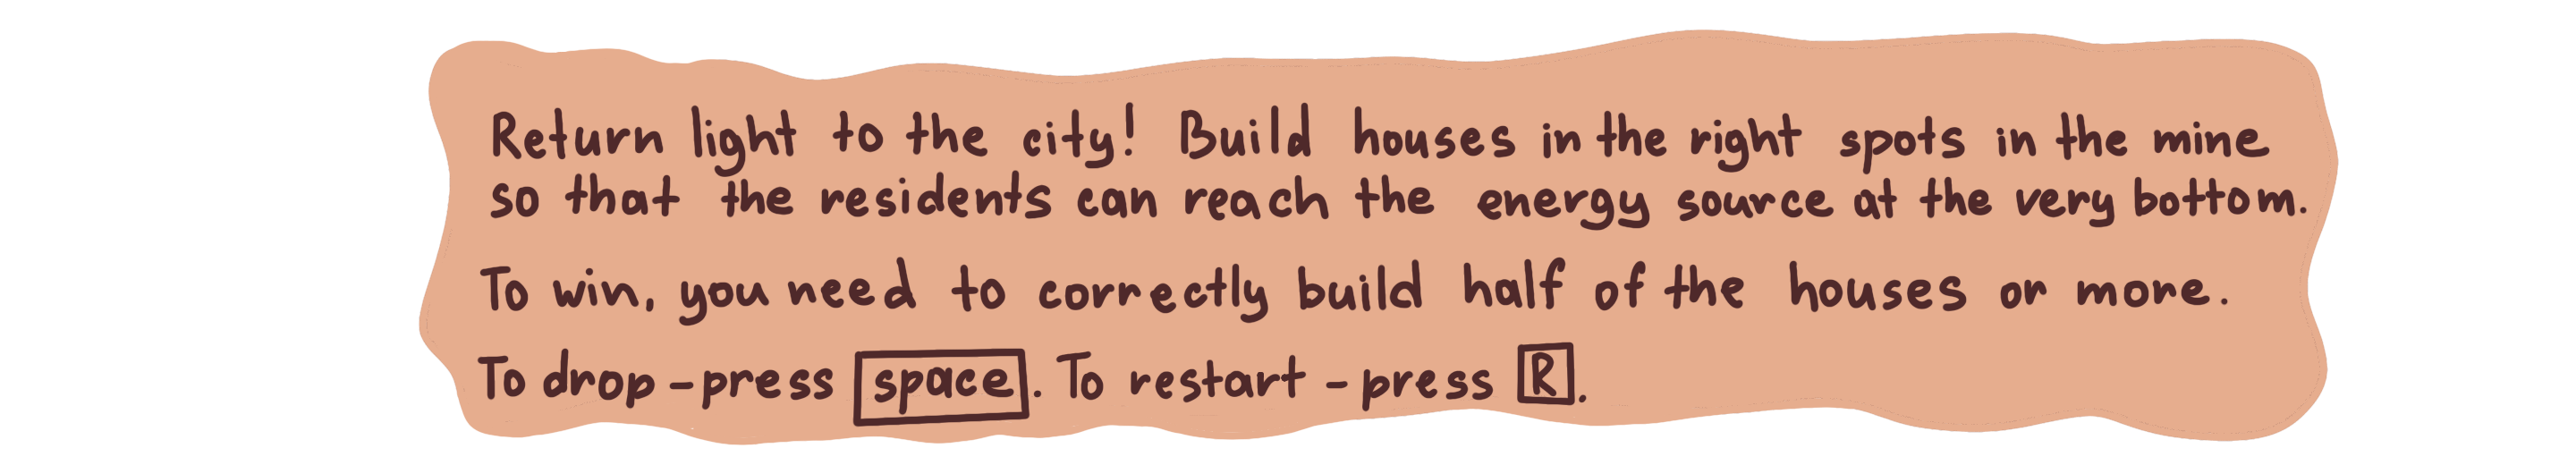 Return light to the city! Build houses in the right spots in the mine
so that the residents can reach the energy source at the very bottom.
To win, you need to correctly build half of the houses or more.
To drop - press space. To restart - press R.